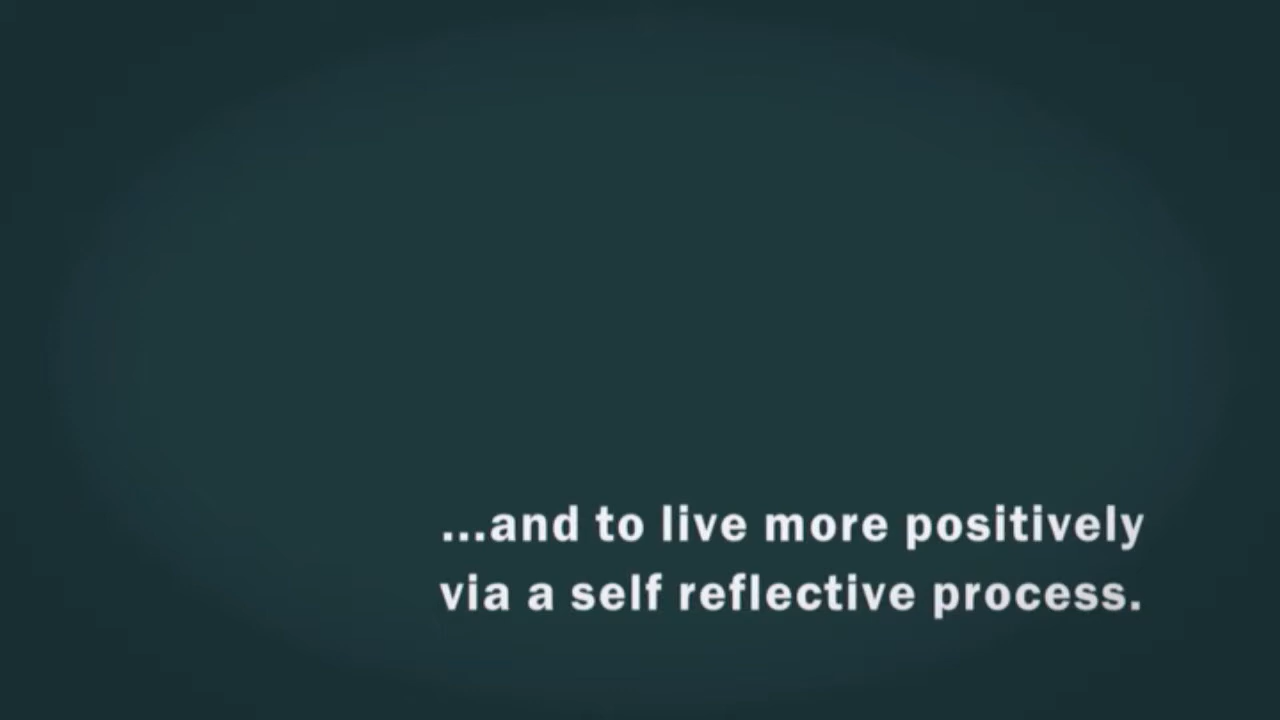 ...and to live more positively
via a self reflective process.